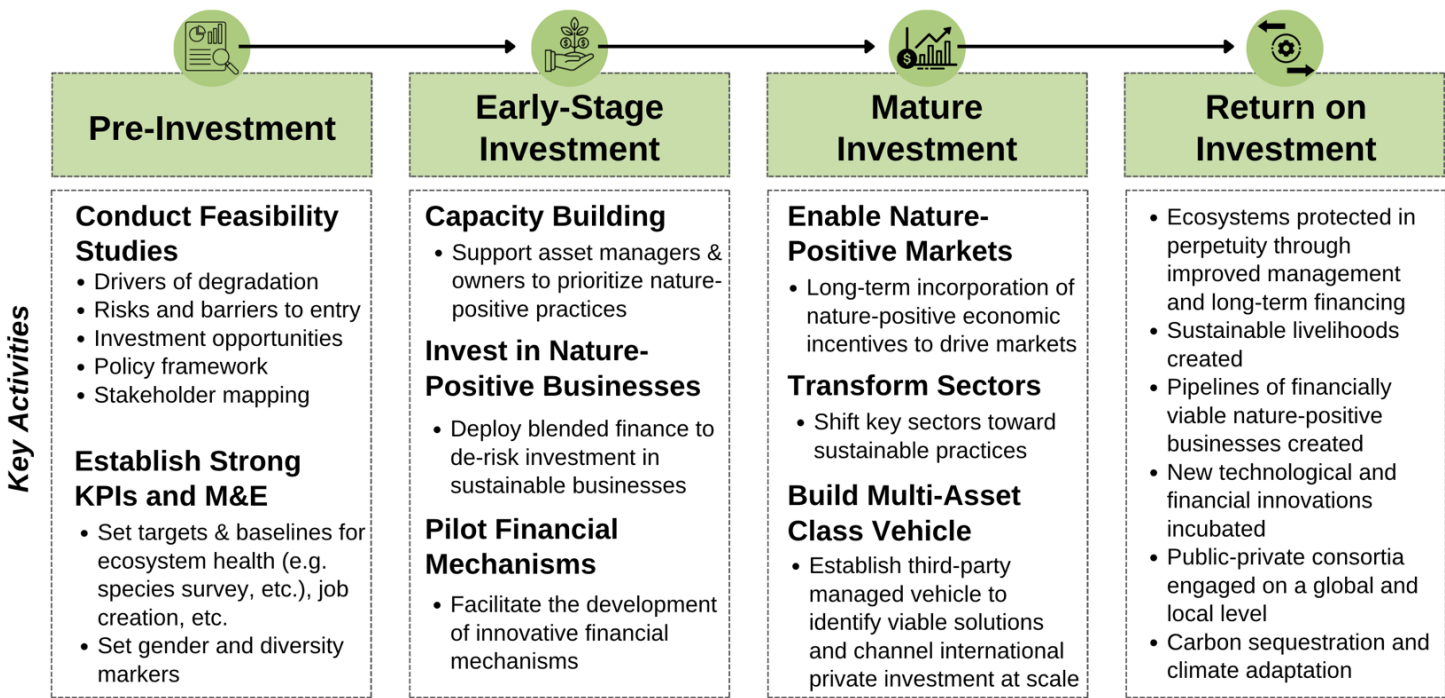 Pre-Investment
Early-Stage
Investment
Mature
Investment
Return on
Investment
Key Activities
Conduct Feasibility
Studies
• Drivers of degradation
• Risks and barriers to entry
• Investment opportunities
• Policy framework
• Stakeholder mapping
Establish Strong
KPIs and M&E
• Set targets & baselines for
ecosystem health (e.g.
species survey, etc.), job
creation, etc.
• Set gender and diversity
markers
Capacity Building
• Support asset managers &
owners to prioritize nature-
positive practices
Invest in Nature-
Positive Businesses
• Deploy blended finance to
de-risk investment in
sustainable businesses
Pilot Financial
Mechanisms
• Facilitate the development
of innovative financial
mechanisms
Enable Nature-
Positive Markets
• Long-term incorporation of
nature-positive economic
incentives to drive markets
Transform Sectors
• Shift key sectors toward
sustainable practices
Build Multi-Asset
Class Vehicle
• Establish third-party
managed vehicle to
identify viable solutions
and channel international
private investment at scale
• Ecosystems protected in
perpetuity through
improved management
and long-term financing
• Sustainable livelihoods
created
• Pipelines of financially
viable nature-positive
businesses created
• New technological and
financial innovations
incubated
• Public-private consortia
engaged on a global and
local level
• Carbon sequestration and
climate adaptation